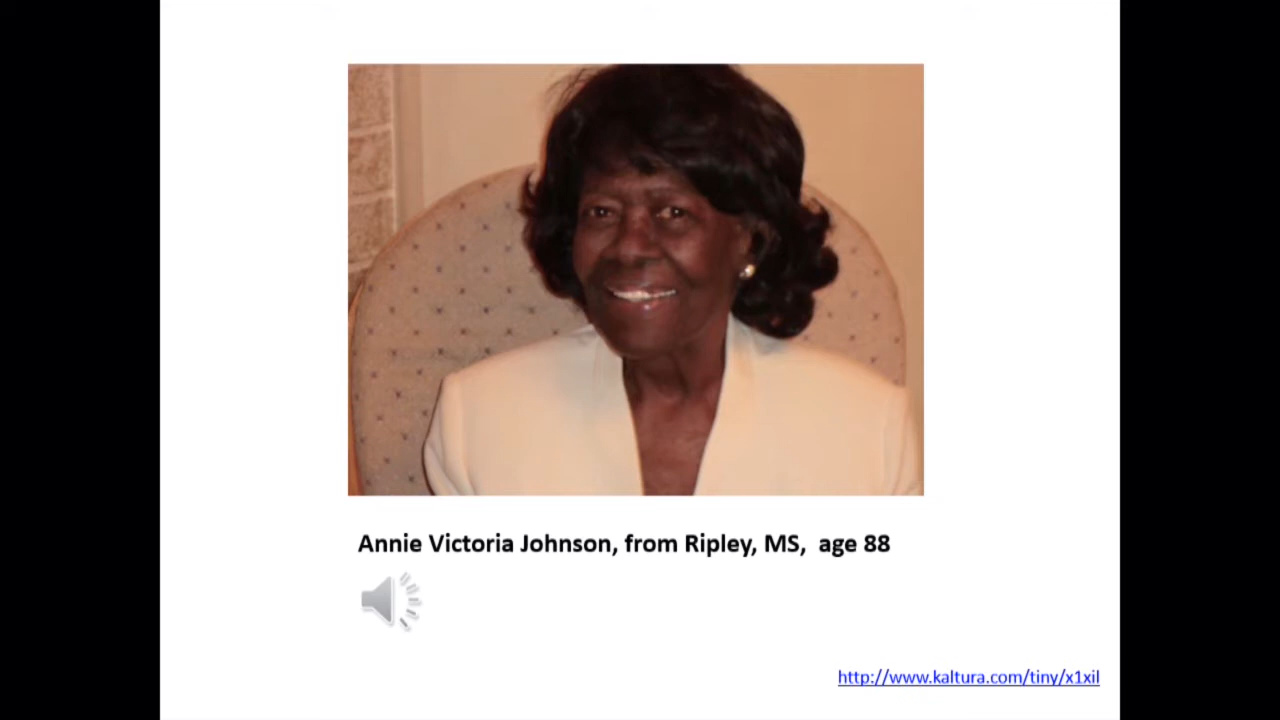 Annie Victoria Johnson, from Ripley, MS,  age 88
http://www.kaltura.com/tiny/x1xil